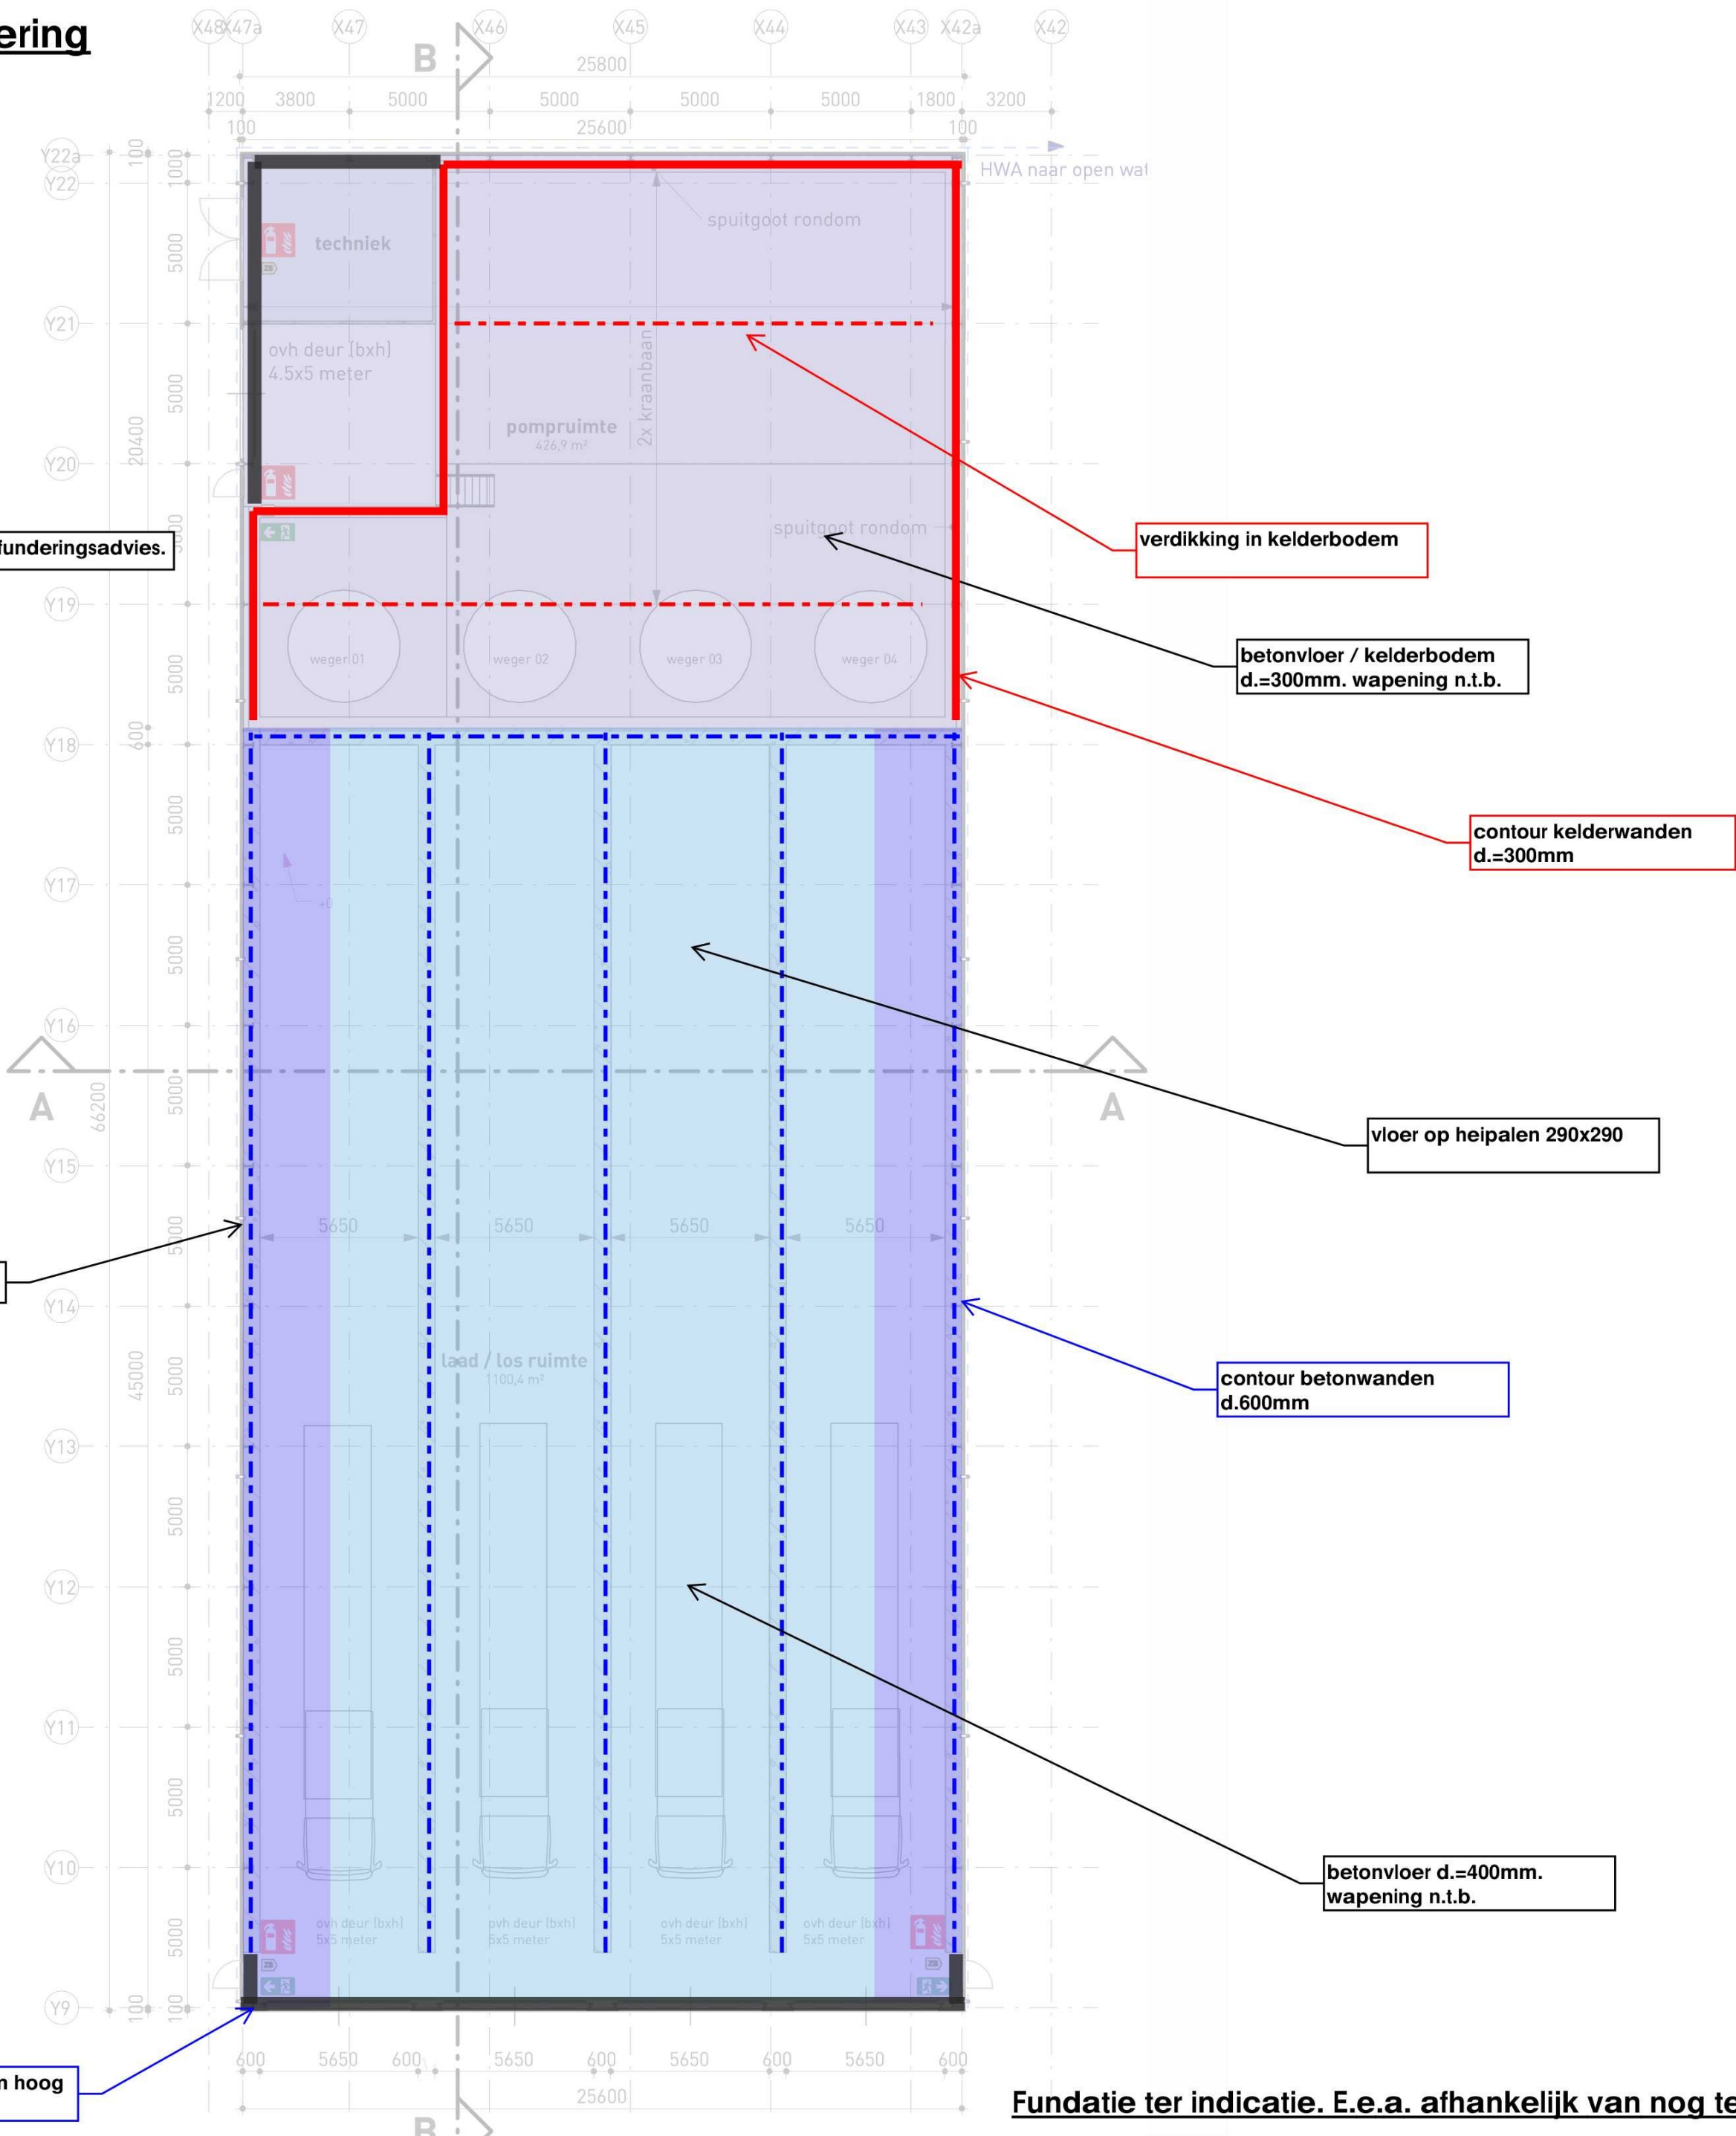 ering
X48
X47a
X47
X46
X45
X44
X43
X42a
X42
B
25800
1200
3800
5000
5000
5000
5000
1800
3200
100
25600
100
Y22a
Y22
100
1000
HWA naar open wat
spuitgoot rondom
techniek
5000
Y21
ovh deur (bxh)
4.5x5 meter
2x kraanbaan
5000
20400
pompruimte
426,9 m²
Y20
spuitgoot rondom
verdikking in kelderbodem
funderingsadvies.
Y19
betonvloer / kelderbodem
d.=300mm. wapening n.t.b.
weger 01
weger 02
weger 03
weger 04
5000
600
Y18
5000
contour kelderwanden
d.=300mm
Y17
+0
5000
Y16
A
A
66200
5000
vloer op heipalen 290x290
Y15
5000
5650
5650
5650
5650
Y14
laad / los ruimte
1100,4 m²
45000
5000
contour betonwanden
d.600mm
Y13
5000
Y12
5000
Y11
5000
Y10
betonvloer d.=400mm.
wapening n.t.b.
ovh deur (bxh)
5x5 meter
ovh deur (bxh)
5x5 meter
ovh deur (bxh)
5x5 meter
ovh deur (bxh)
5x5 meter
5000
Y9
100
100
600
5650
600
5650
600
5650
600
5650
600
n hoog
25600
B
Fundatie ter indicatie. E.e.a. afhankelijk van nog te